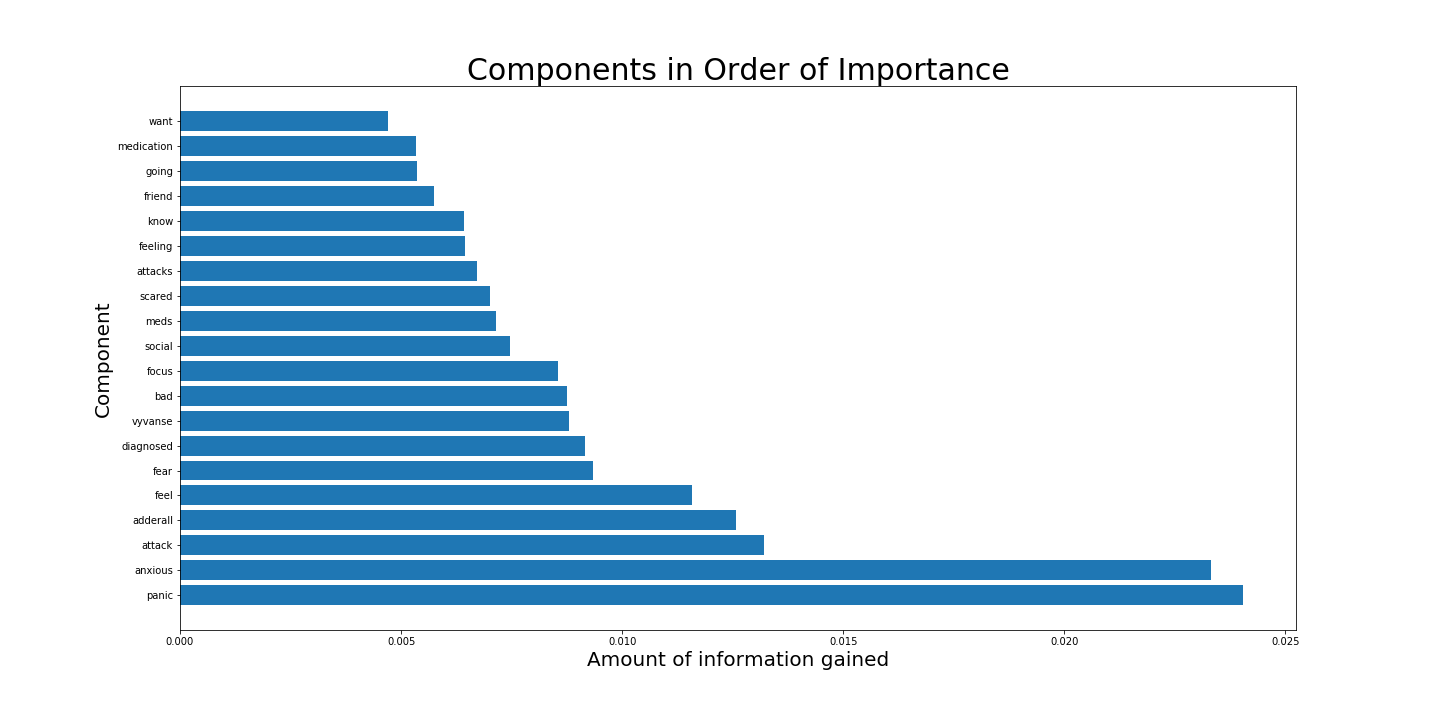 Components in Order of Importance
want
medication
going
friend
know
feeling
attacks
scared
meds
social
focus
bad
vyvanse
diagnosed
fear
feel
adderall
attack
anxious
panic
Component
0.000 0.005 0.010 0.015 0.020 0.025
Amount of information gained